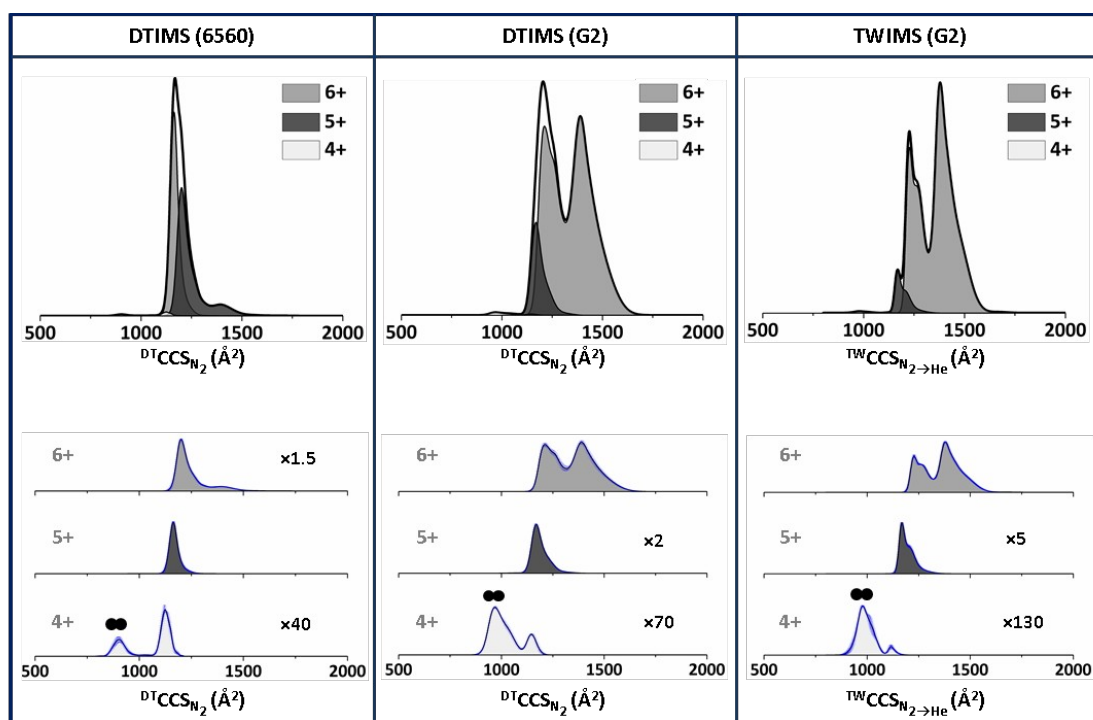 DTIMS (6560)
6+
5+
4+
500 1000 1500 2000
DTCCSN2 (Å²)
6+ ×1.5
5+
4+ ×40
500 1000 1500 2000
DTCCSN2 (Å²)
DTIMS (G2)
6+
5+
4+
500 1000 1500 2000
DTCCSN2 (Å²)
6+
5+ ×2
4+ ×70
500 1000 1500 2000
DTCCSN2 (Å²)
TWIMS (G2)
6+
5+
4+
500 1000 1500 2000
TWCCSN2→He (Å²)
6+
5+ ×5
4+ ×130
500 1000 1500 2000
TWCCSN2→He (Å²)